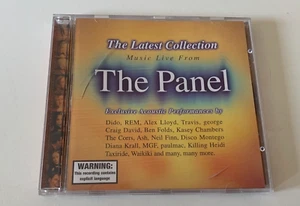 The Latest Collection
Music Live From
The Panel
Exclusive Acoustic Performances by
Dido, REM, Alex Lloyd, Travis, george
Craig David, Ben Folds, Kasey Chambers
The Cons, Ash, Neil Finn, Disco Montego
Diana Krall, MGF, paulmac, Killing Heidi
Taxiride, Waikiki and many, many more.
WARNING:
This recording contains
explicit language